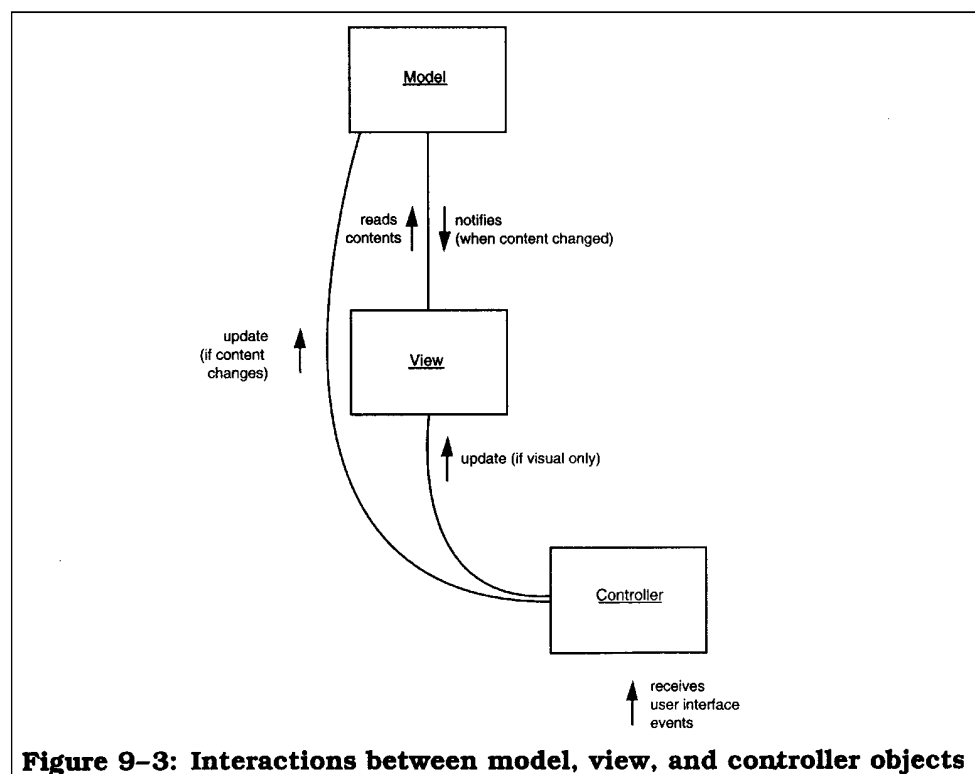 Model
reads
contents
notifies
(when content changed)
update
(if content
changes)
View
update (if visual only)
Controller
receives
user interface
events
Figure 9–3: Interactions between model, view, and controller objects